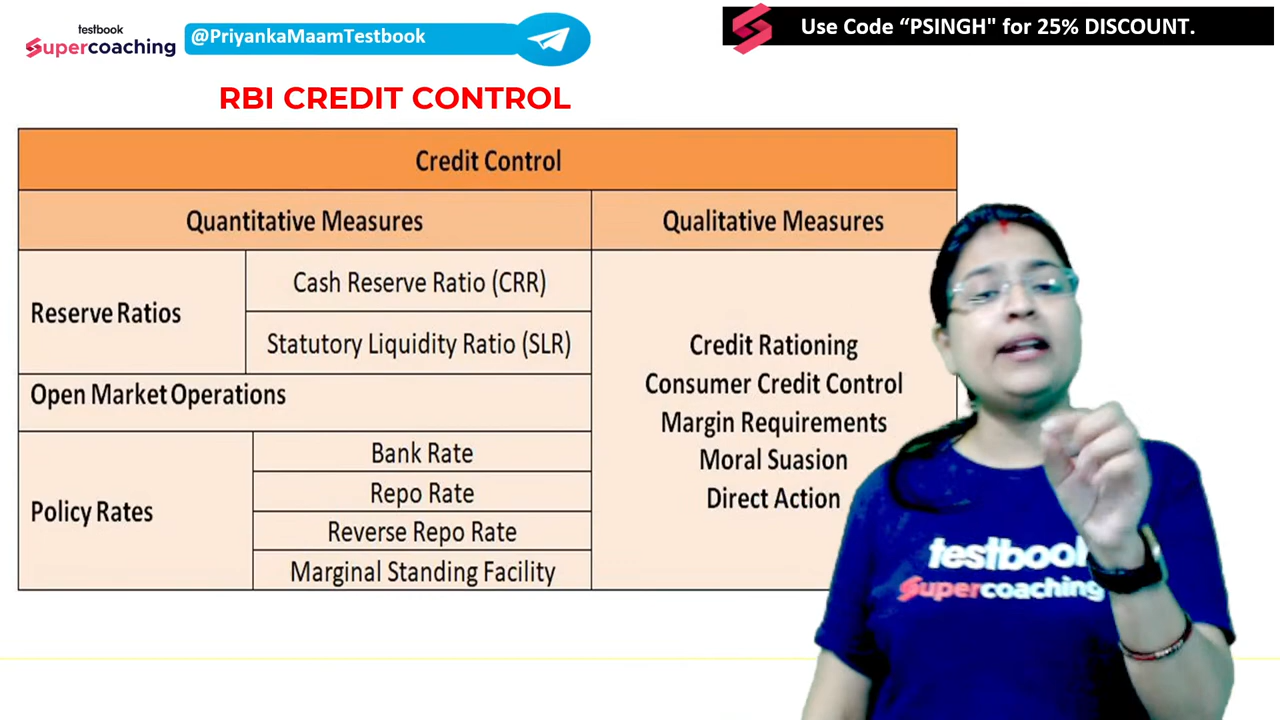 testbook
Supercoaching
@PriyankaMaamTestbook
Use Code “PSINGH" for 25% DISCOUNT.
RBI CREDIT CONTROL
Credit Control
Quantitative Measures
Qualitative Measures
Reserve Ratios
Cash Reserve Ratio (CRR)
Statutory Liquidity Ratio (SLR)
Open Market Operations
Policy Rates
Bank Rate
Repo Rate
Reverse Repo Rate
Marginal Standing Facility
Credit Rationing
Consumer Credit Control
Margin Requirements
Moral Suasion
Direct Action
testbook
Supercoaching